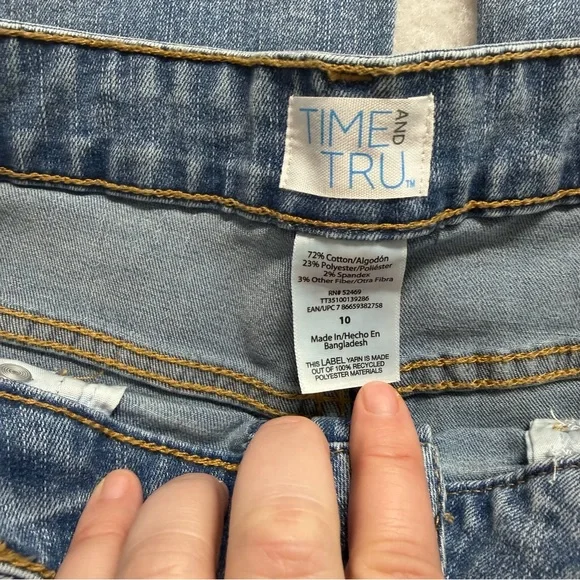 TIME AND
TRU™
72% Cotton/Algodón
23% Polyester/Poliéster
2% Spandex
3% Other Fiber/Otra Fibra
RN# 52469
TT35100139286
EAN/UPC 7 86659382758
10
Made In/Hecho En
Bangladesh
THIS LABEL YARN IS MADE
OUT OF 100% RECYCLED
POLYESTER MATERIALS